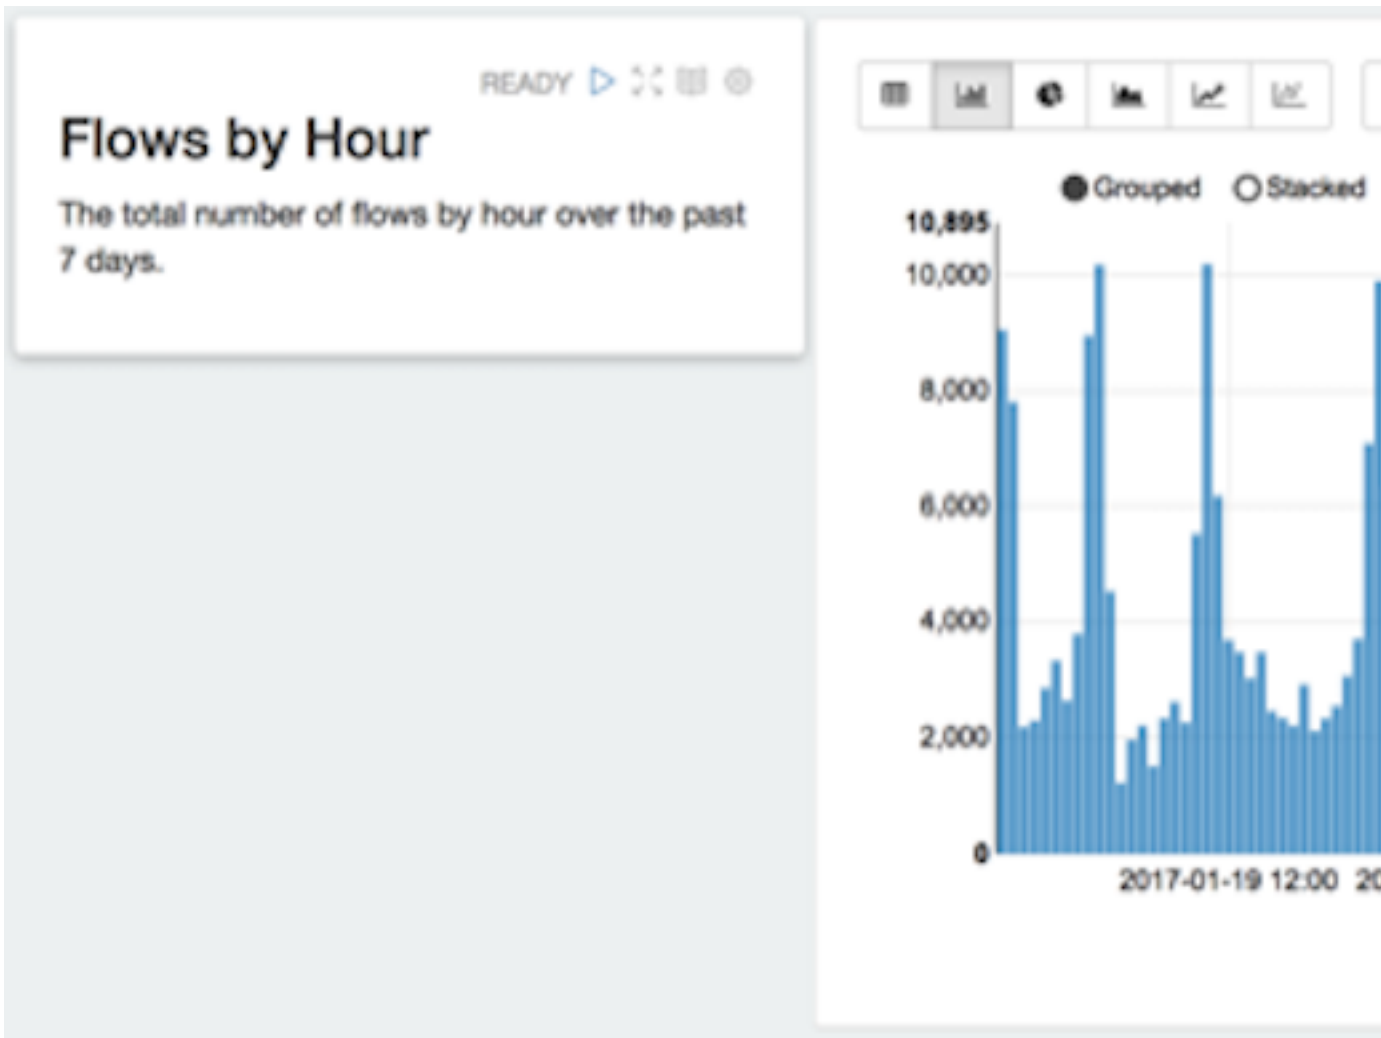 READY
Flows by Hour
The total number of flows by hour over the past
7 days.
Grouped Stacked
10,895
10,000
8,000
6,000
4,000
2,000
0
2017-01-19 12:00 20